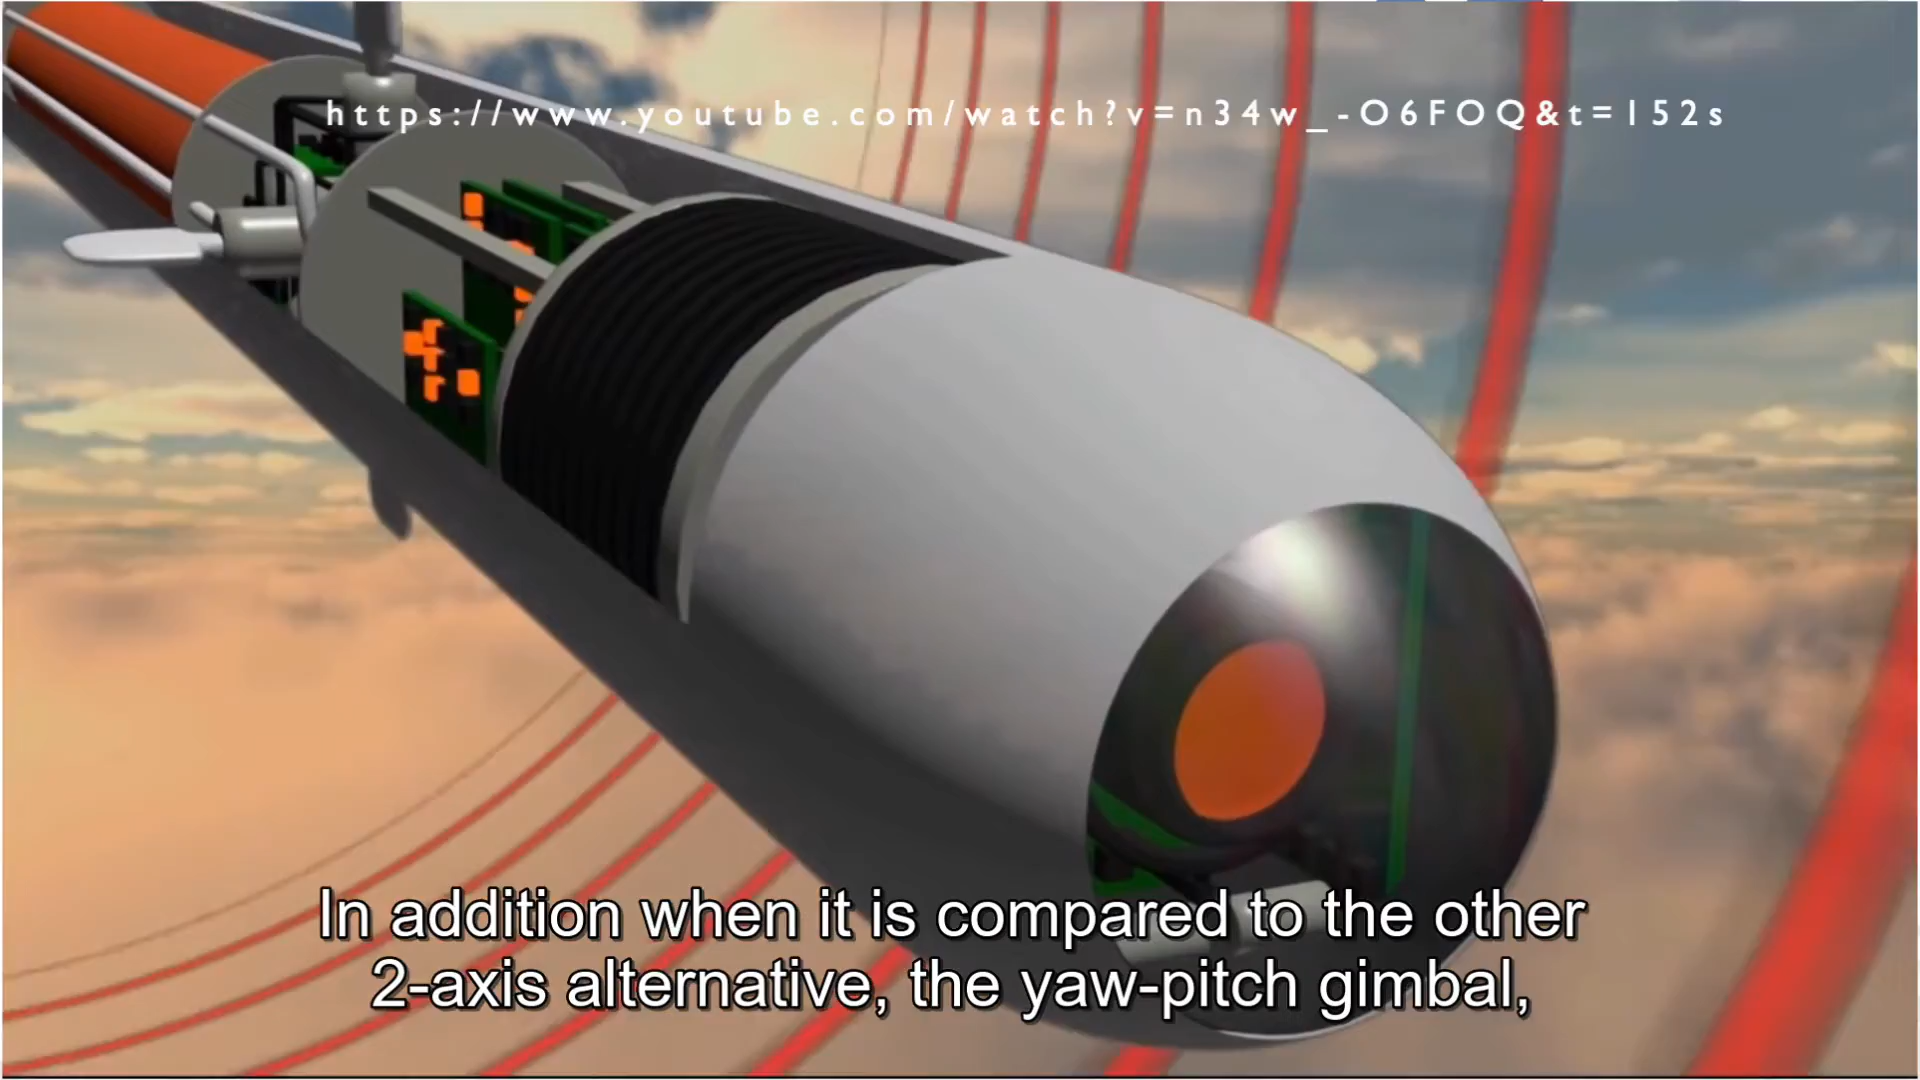 https://www.youtube.com/watch?v=n34w_-O6FOQ&t=152s
In addition when it is compared to the other
2-axis alternative, the yaw-pitch gimbal,